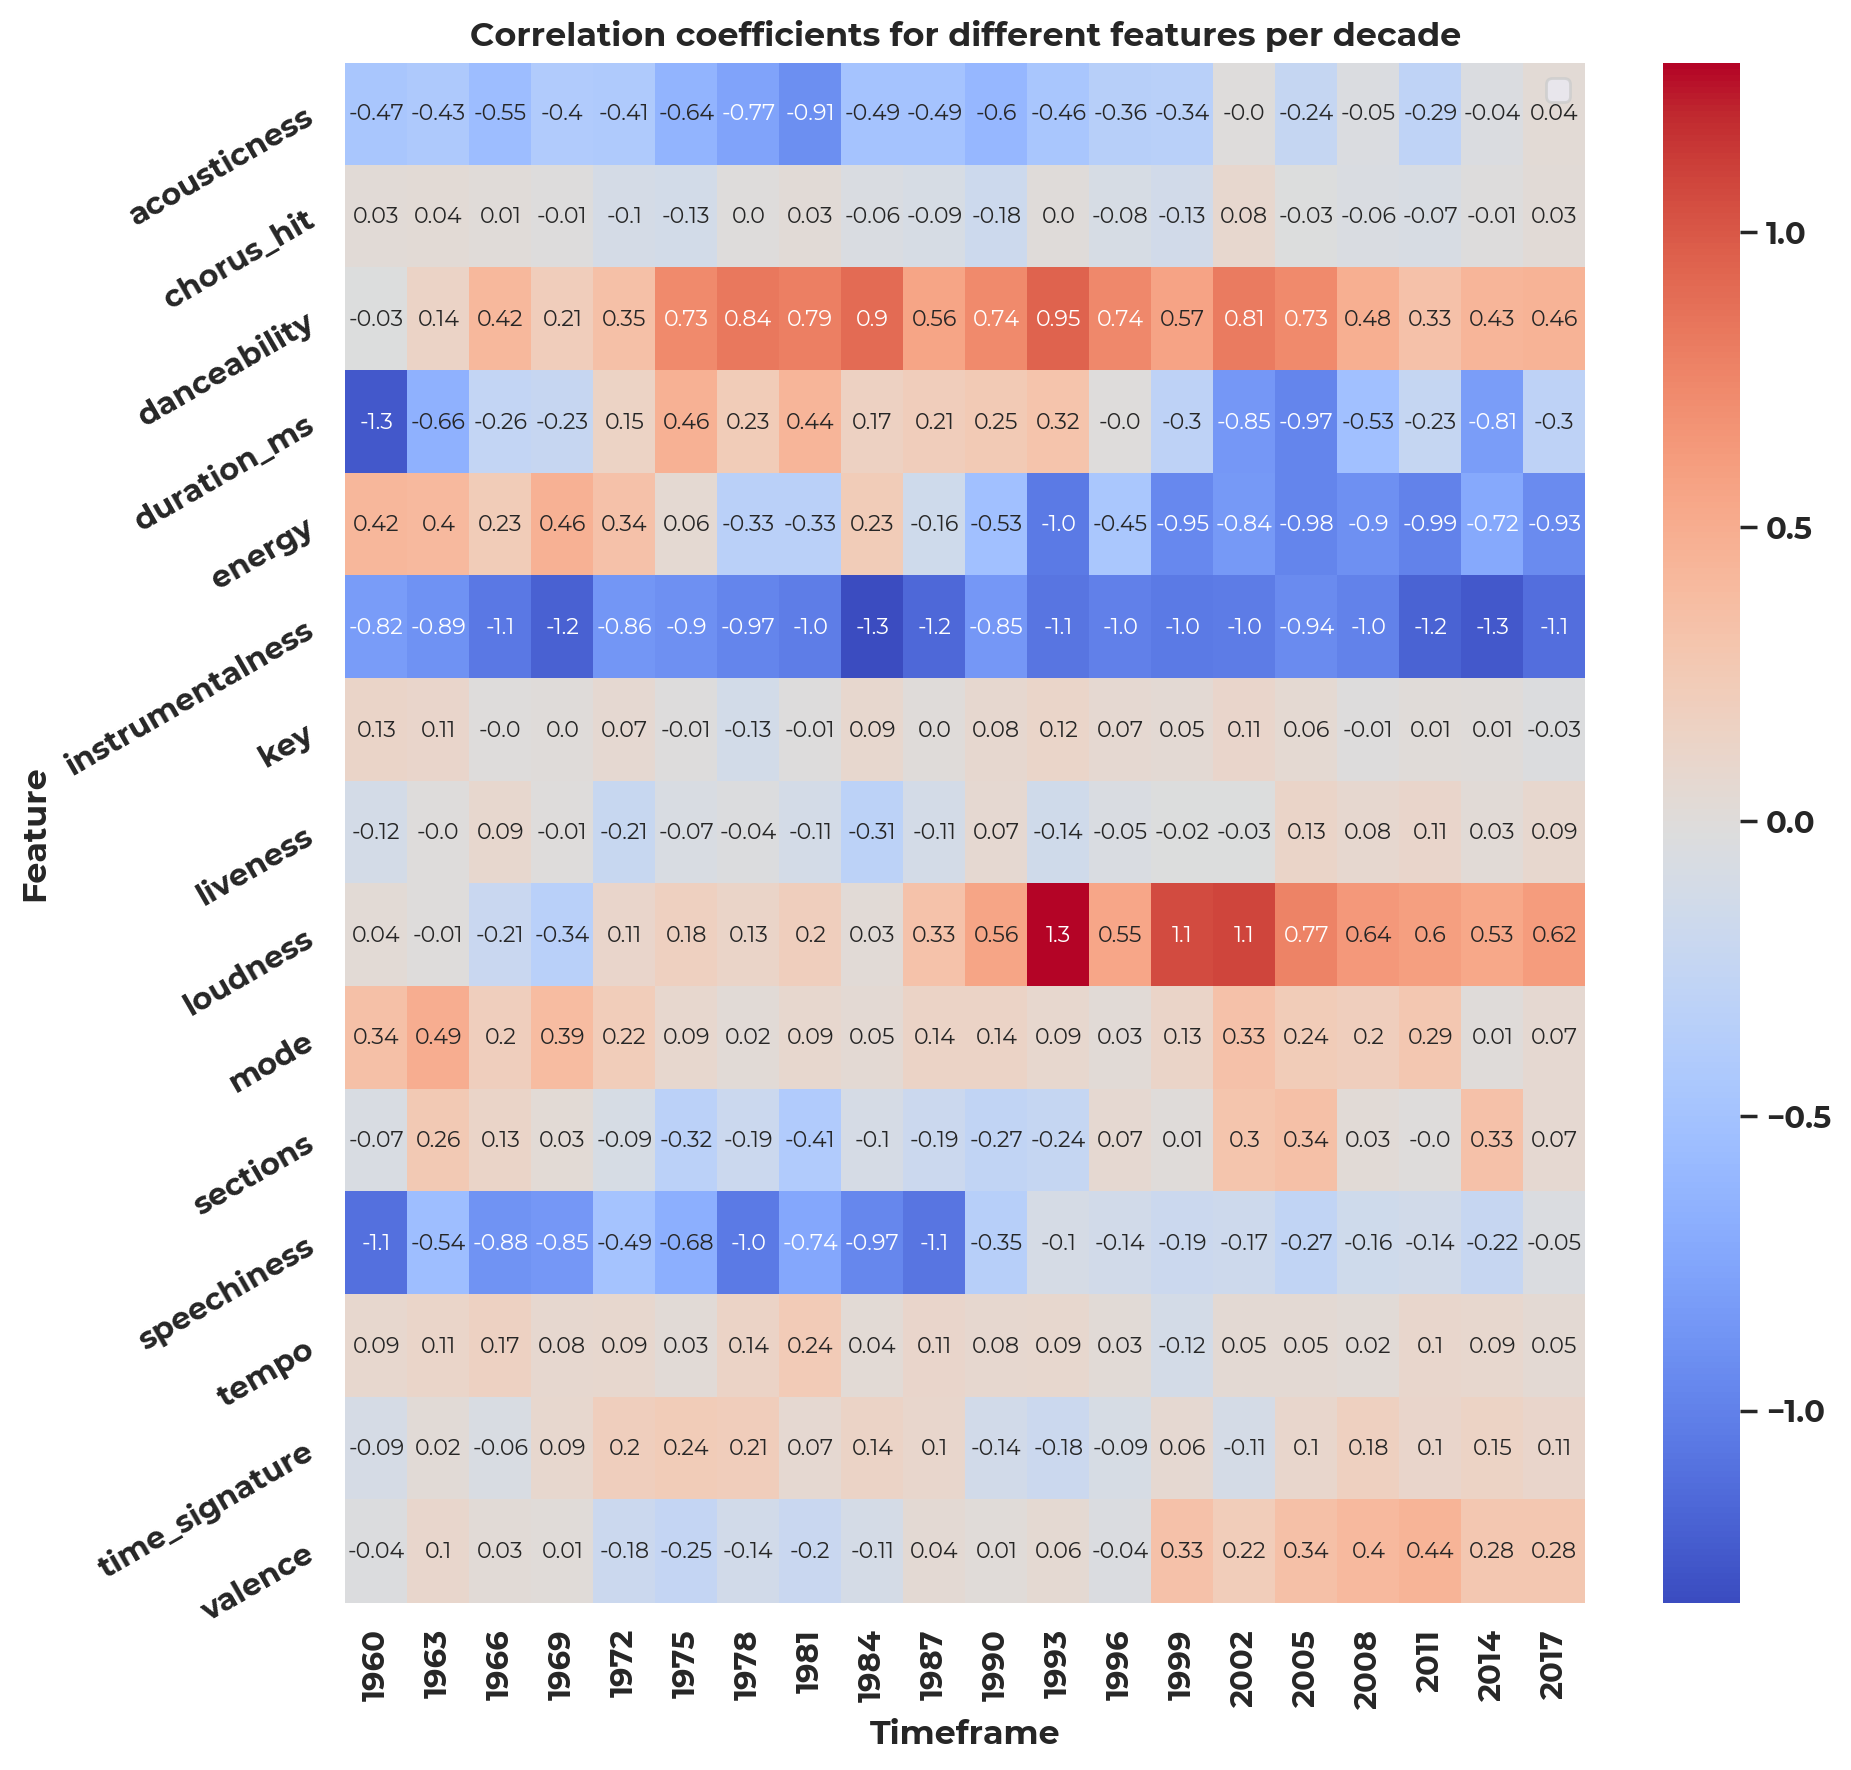 Correlation coefficients for different features per decade
acousticness -0.47 -0.43 -0.55 -0.4 -0.41 -0.64 -0.77 -0.91 -0.49 -0.49 -0.6 -0.46 -0.36 -0.34 -0.0 -0.24 -0.05 -0.29 -0.04 0.04
chorus_hit 0.03 0.04 0.01 -0.01 -0.1 -0.13 0.0 0.03 -0.06 -0.09 -0.18 0.0 -0.08 -0.13 0.08 -0.03 -0.06 -0.07 -0.01 0.03
danceability -0.03 0.14 0.42 0.21 0.35 0.73 0.84 0.79 0.9 0.56 0.74 0.95 0.74 0.57 0.81 0.73 0.48 0.33 0.43 0.46
duration_ms -1.3 -0.66 -0.26 -0.23 0.15 0.46 0.23 0.44 0.17 0.21 0.25 0.32 -0.0 -0.3 -0.85 -0.97 -0.53 -0.23 -0.81 -0.3
energy 0.42 0.4 0.23 0.46 0.34 0.06 -0.33 -0.33 0.23 -0.16 -0.53 -1.0 -0.45 -0.95 -0.84 -0.98 -0.9 -0.99 -0.72 -0.93
instrumentalness -0.82 -0.89 -1.1 -1.2 -0.86 -0.9 -0.97 -1.0 -1.3 -1.2 -0.85 -1.1 -1.0 -1.0 -1.0 -0.94 -1.0 -1.2 -1.3 -1.1
key 0.13 0.11 -0.0 0.0 0.07 -0.01 -0.13 -0.01 0.09 0.0 0.08 0.12 0.07 0.05 0.11 0.06 -0.01 0.01 0.01 -0.03
liveness -0.12 -0.0 0.09 -0.01 -0.21 -0.07 -0.04 -0.11 -0.31 -0.11 0.07 -0.14 -0.05 -0.02 -0.03 0.13 0.08 0.11 0.03 0.09
loudness 0.04 -0.01 -0.21 -0.34 0.11 0.18 0.13 0.2 0.03 0.33 0.56 1.3 0.55 1.1 1.1 0.77 0.64 0.6 0.53 0.62
mode 0.34 0.49 0.2 0.39 0.22 0.09 0.02 0.09 0.05 0.14 0.14 0.09 0.03 0.13 0.33 0.24 0.2 0.29 0.01 0.07
sections -0.07 0.26 0.13 0.03 -0.09 -0.32 -0.19 -0.41 -0.1 -0.19 -0.27 -0.24 0.07 0.01 0.3 0.34 0.03 -0.0 0.33 0.07
speechiness -1.1 -0.54 -0.88 -0.85 -0.49 -0.68 -1.0 -0.74 -0.97 -1.1 -0.35 -0.1 -0.14 -0.19 -0.17 -0.27 -0.16 -0.14 -0.22 -0.05
tempo 0.09 0.11 0.17 0.08 0.09 0.03 0.14 0.24 0.04 0.11 0.08 0.09 0.03 -0.12 0.05 0.05 0.02 0.1 0.09 0.05
time_signature -0.09 0.02 -0.06 0.09 0.2 0.24 0.21 0.07 0.14 0.1 -0.14 -0.18 -0.09 0.06 -0.11 0.1 0.18 0.1 0.15 0.11
valence -0.04 0.1 0.03 0.01 -0.18 -0.25 -0.14 -0.2 -0.11 0.04 0.01 0.06 -0.04 0.33 0.22 0.34 0.4 0.44 0.28 0.28
1960 1963 1966 1969 1972 1975 1978 1981 1984 1987 1990 1993 1996 1999 2002 2005 2008 2011 2014 2017
Timeframe
Feature
1.0
0.5
0.0
−0.5
−1.0